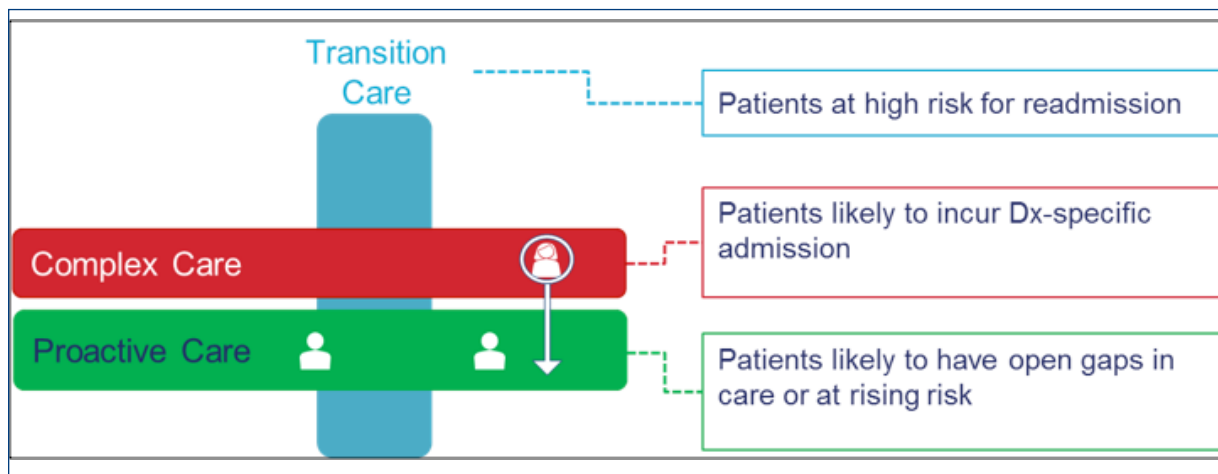 Transition
Care
Patients at high risk for readmission
Patients likely to incur Dx-specific
admission
Complex Care
Proactive Care
Patients likely to have open gaps in
care or at rising risk